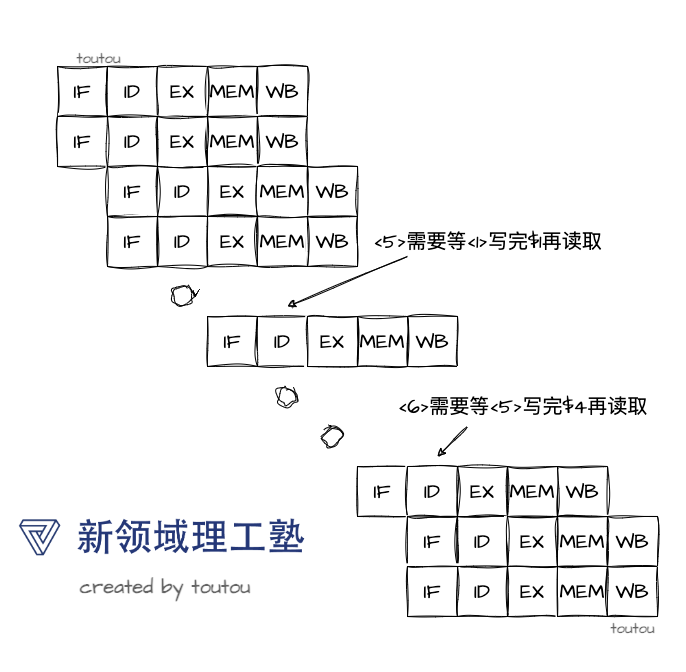 toutou
IF ID EX MEM WB
IF ID EX MEM WB
IF ID EX MEM WB
IF ID EX MEM WB
<5>需要等<1>写完$1再读取
IF ID EX MEM WB
<6>需要等<5>写完$4再读取
IF ID EX MEM WB
IF ID EX MEM WB
IF ID EX MEM WB
新领域理工塾
created by toutou
toutou